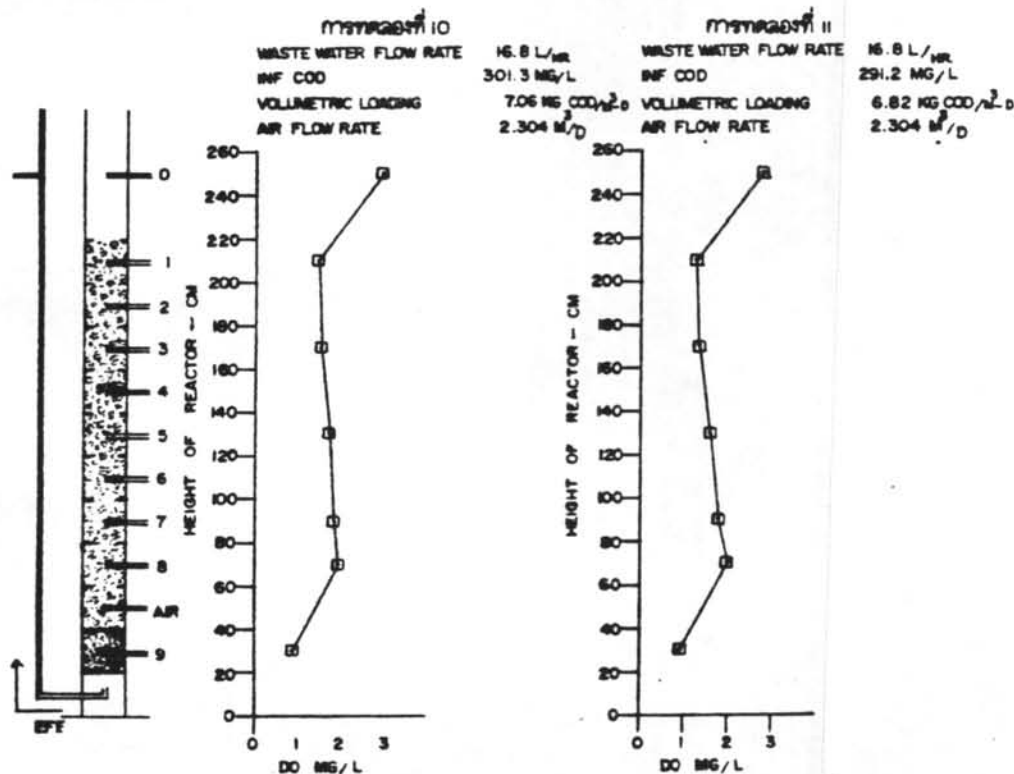 การทดลองที่ 10
WASTE WATER FLOW RATE 16.8 L/HR
INF COD 301.3 MG/L
VOLUMETRIC LOADING 7.06 KG COD/M³-D
AIR FLOW RATE 2.304 M³/D
การทดลองที่ 11
WASTE WATER FLOW RATE 16.8 L/HR
INF COD 291.2 MG/L
VOLUMETRIC LOADING 6.82 KG COD/M³-D
AIR FLOW RATE 2.304 M³/D
0
1
2
3
4
5
6
7
8
AIR
9
EFF
HEIGHT OF REACTOR - CM
260
240
220
200
180
160
140
120
100
80
60
40
20
0
0 1 2 3
DO MG/L
HEIGHT OF REACTOR - CM
260
240
220
200
180
160
140
120
100
80
60
40
20
0
0 1 2 3
DO MG/L